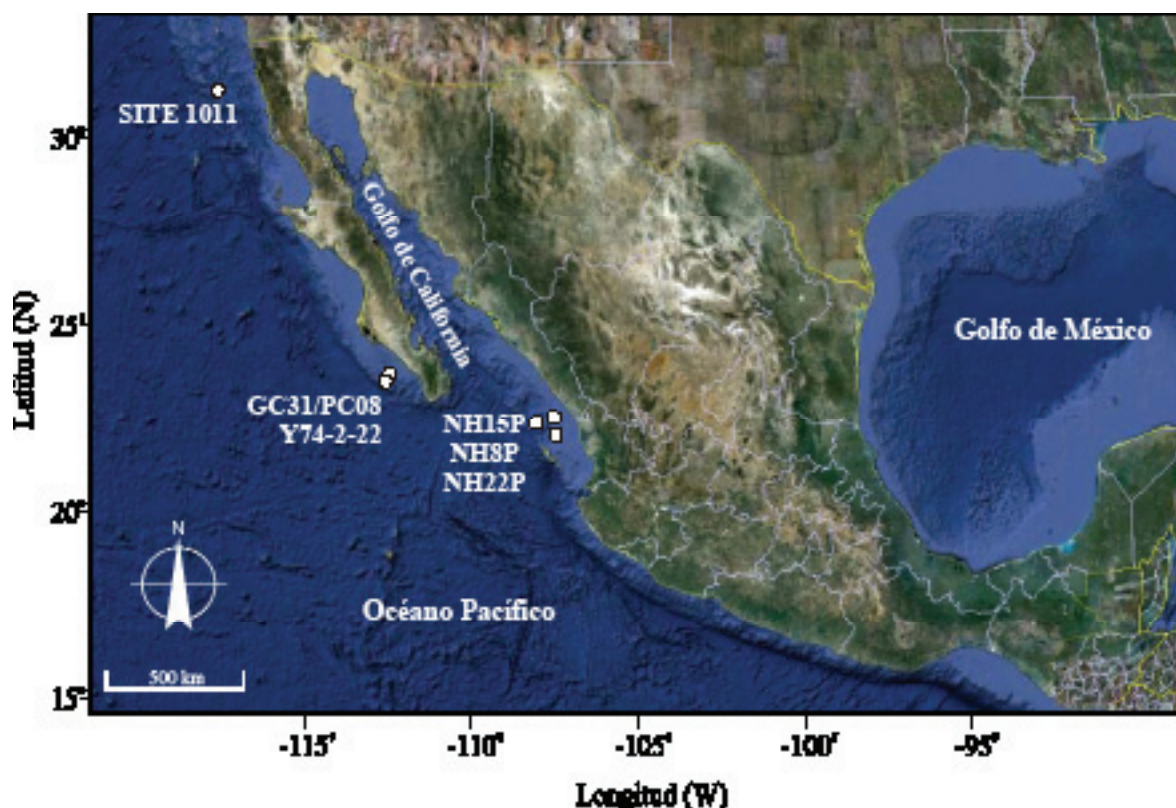 SITE 1011
30°
Golfo de California
25°
Golfo de México
Latitud (N)
GC31/PC08
Y74-2-22
NH15P
NH8P
NH22P
20°
N
Océano Pacífico
500 km
15°
-115°
-110°
-105°
-100°
-95°
Longitud (W)